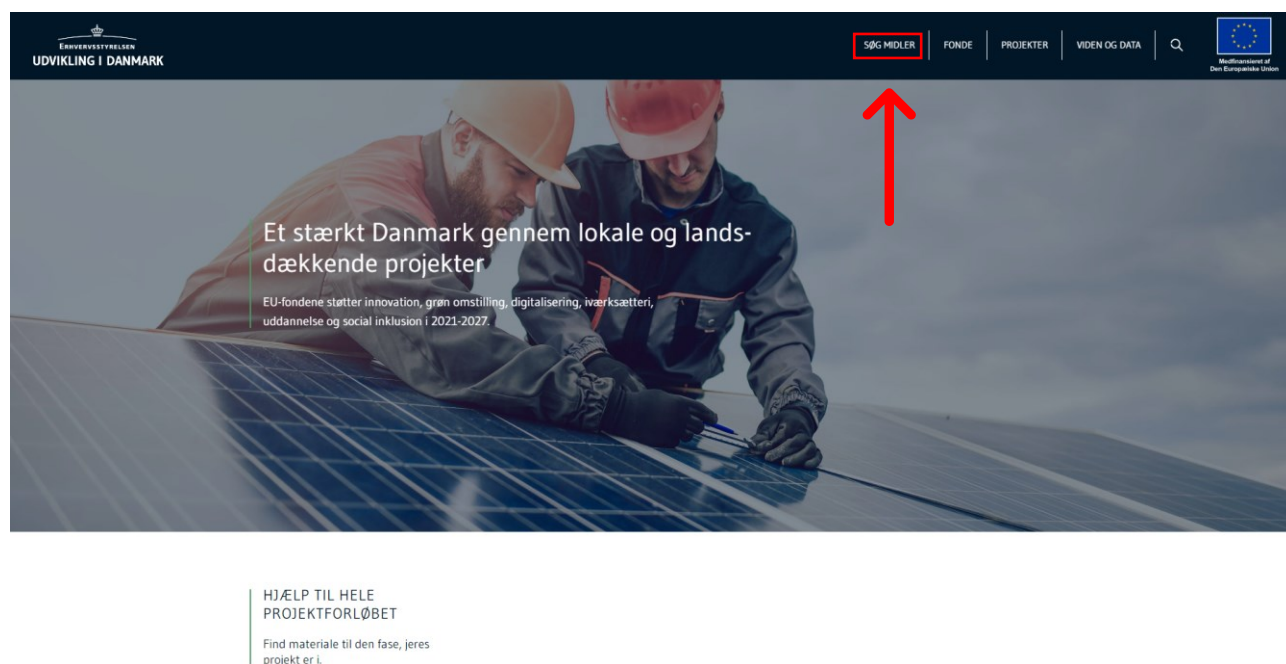 ERHVERVSSTYRELSEN
UDVIKLING I DANMARK
SØG MIDLER
FONDE
PROJEKTER
VIDEN OG DATA
Medfinansieret af
Den Europæiske Union
Et stærkt Danmark gennem lokale og lands-
dækkende projekter
EU-fondene støtter innovation, grøn omstilling, digitalisering, iværksætteri,
uddannelse og social inklusion i 2021-2027.
HJÆLP TIL HELE
PROJEKTFORLØBET
Find materiale til den fase, jeres
projekt er i.